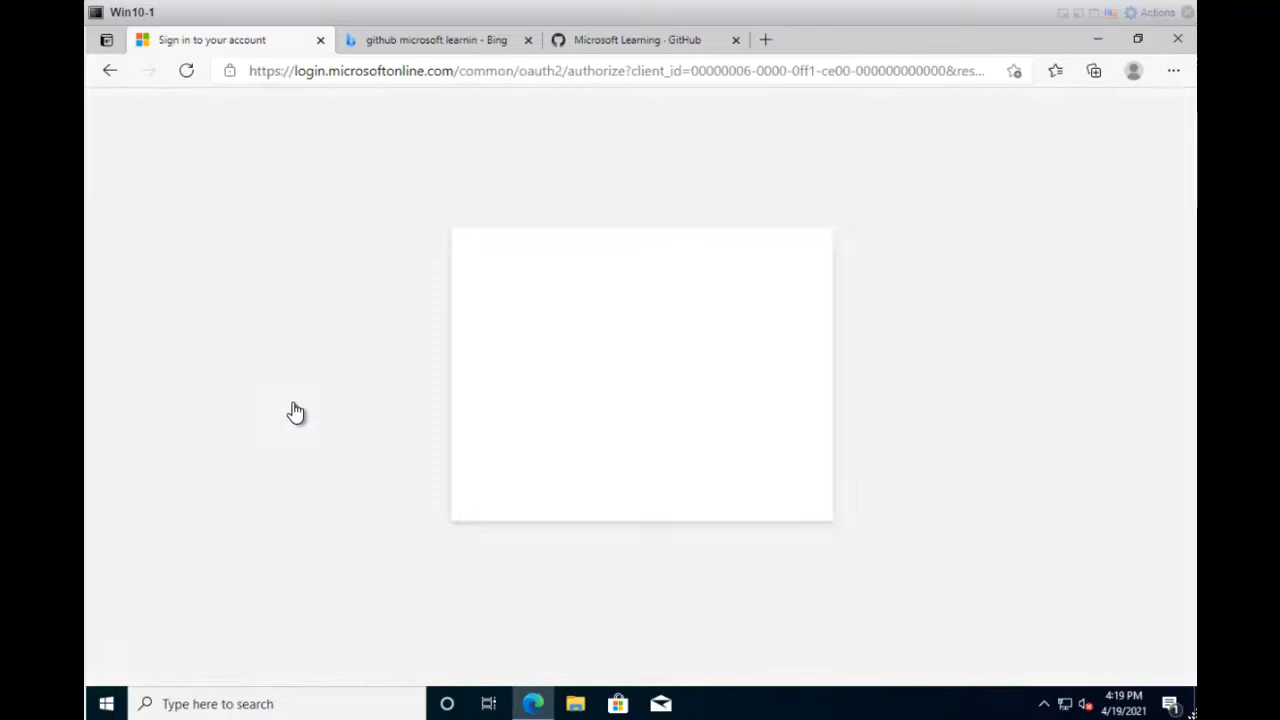 Win10-1
Actions
Sign in to your account
github microsoft learnin - Bing
Microsoft Learning · GitHub
https://login.microsoftonline.com/common/oauth2/authorize?client_id=00000006-0000-0ff1-ce00-000000000000&res...
Type here to search
4:19 PM
4/19/2021
1